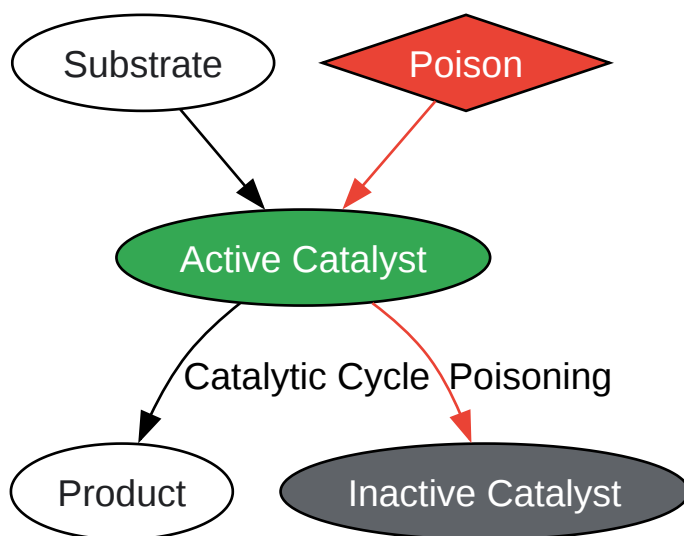 Substrate
Poison
Active Catalyst
Catalytic Cycle
Poisoning
Product
Inactive Catalyst